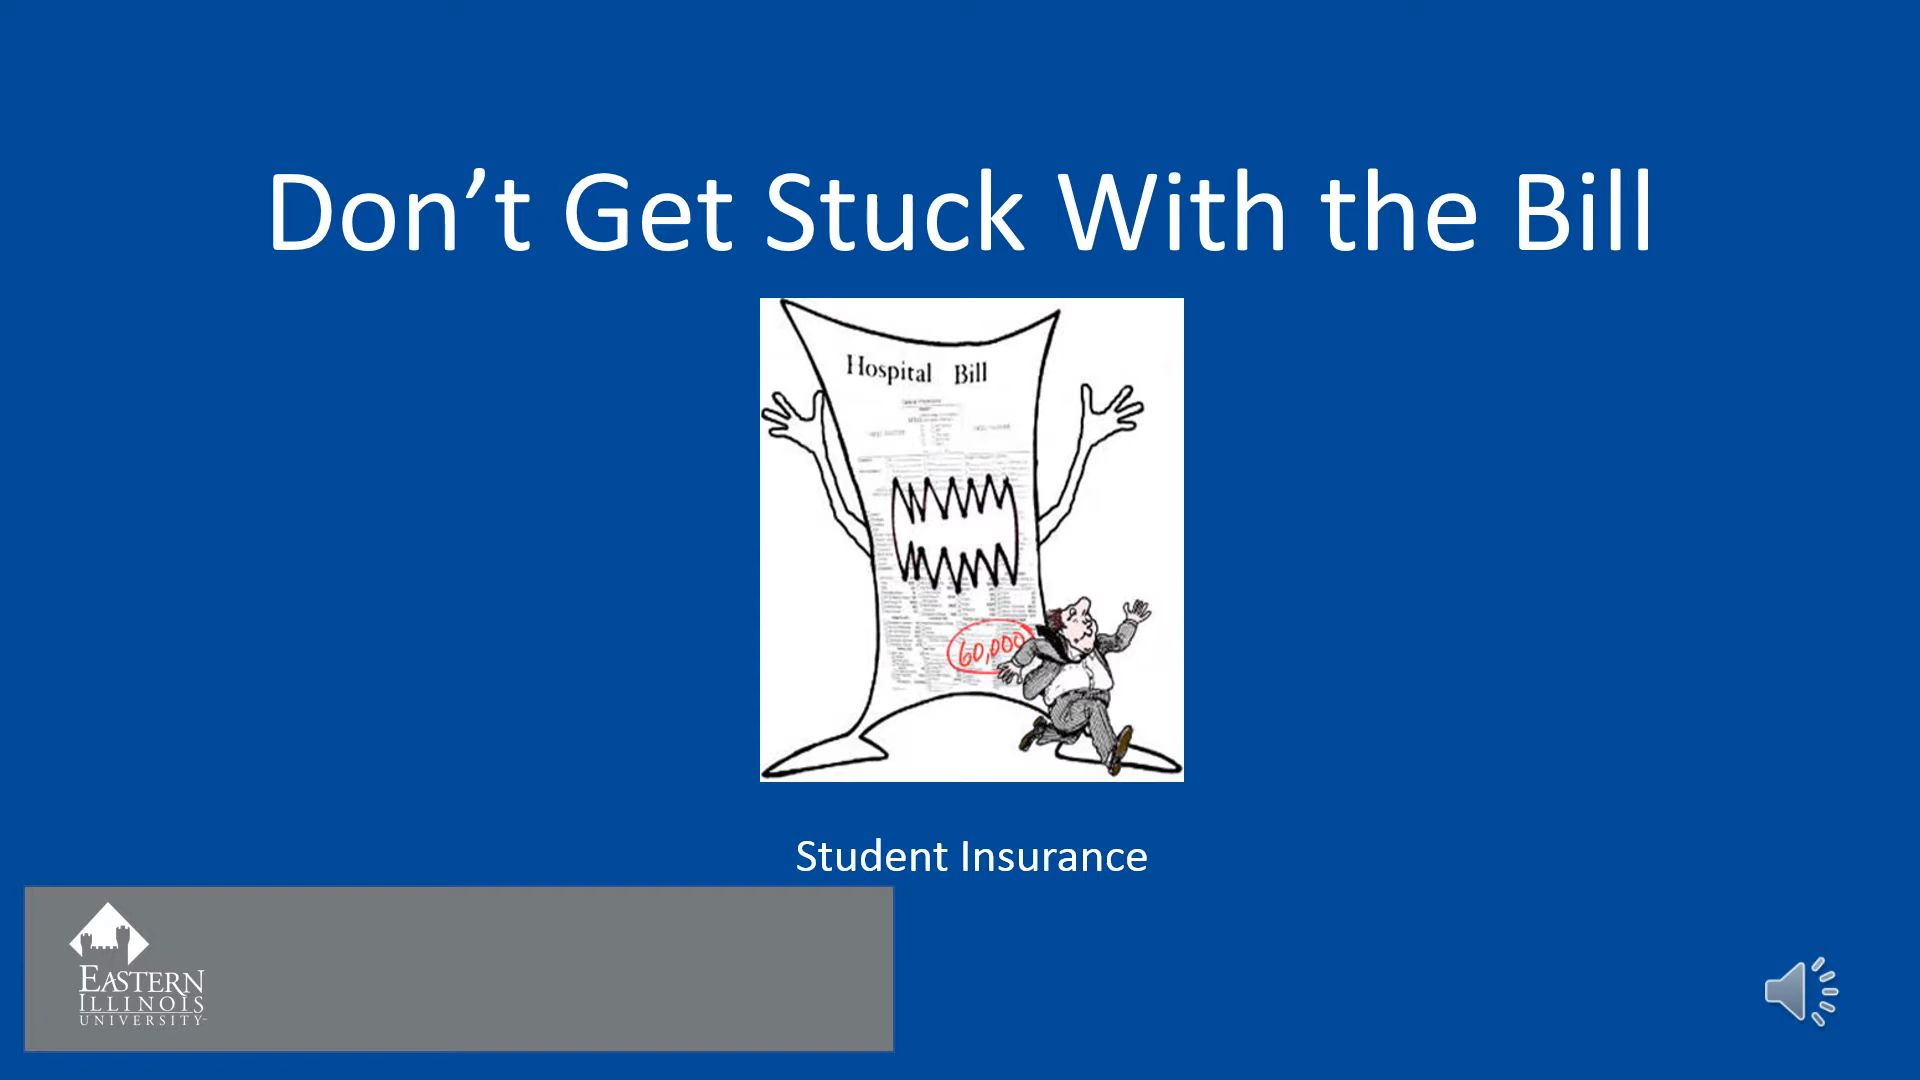 Don’t Get Stuck With the Bill
Hospital Bill
60,000
Student Insurance
EASTERN
ILLINOIS
UNIVERSITY